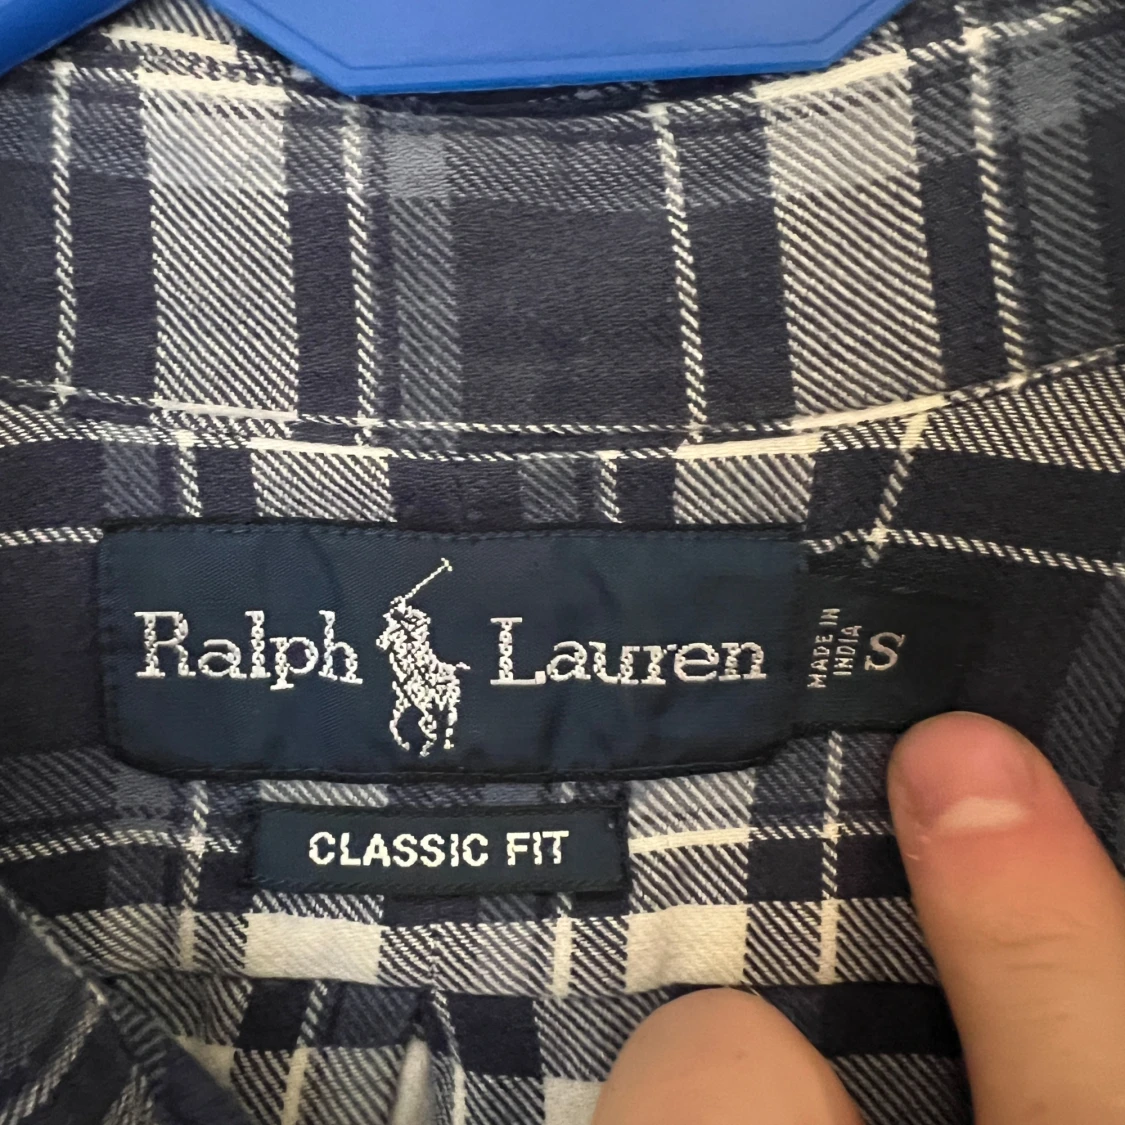 Ralph Lauren
MADE IN
INDIA
S
CLASSIC FIT